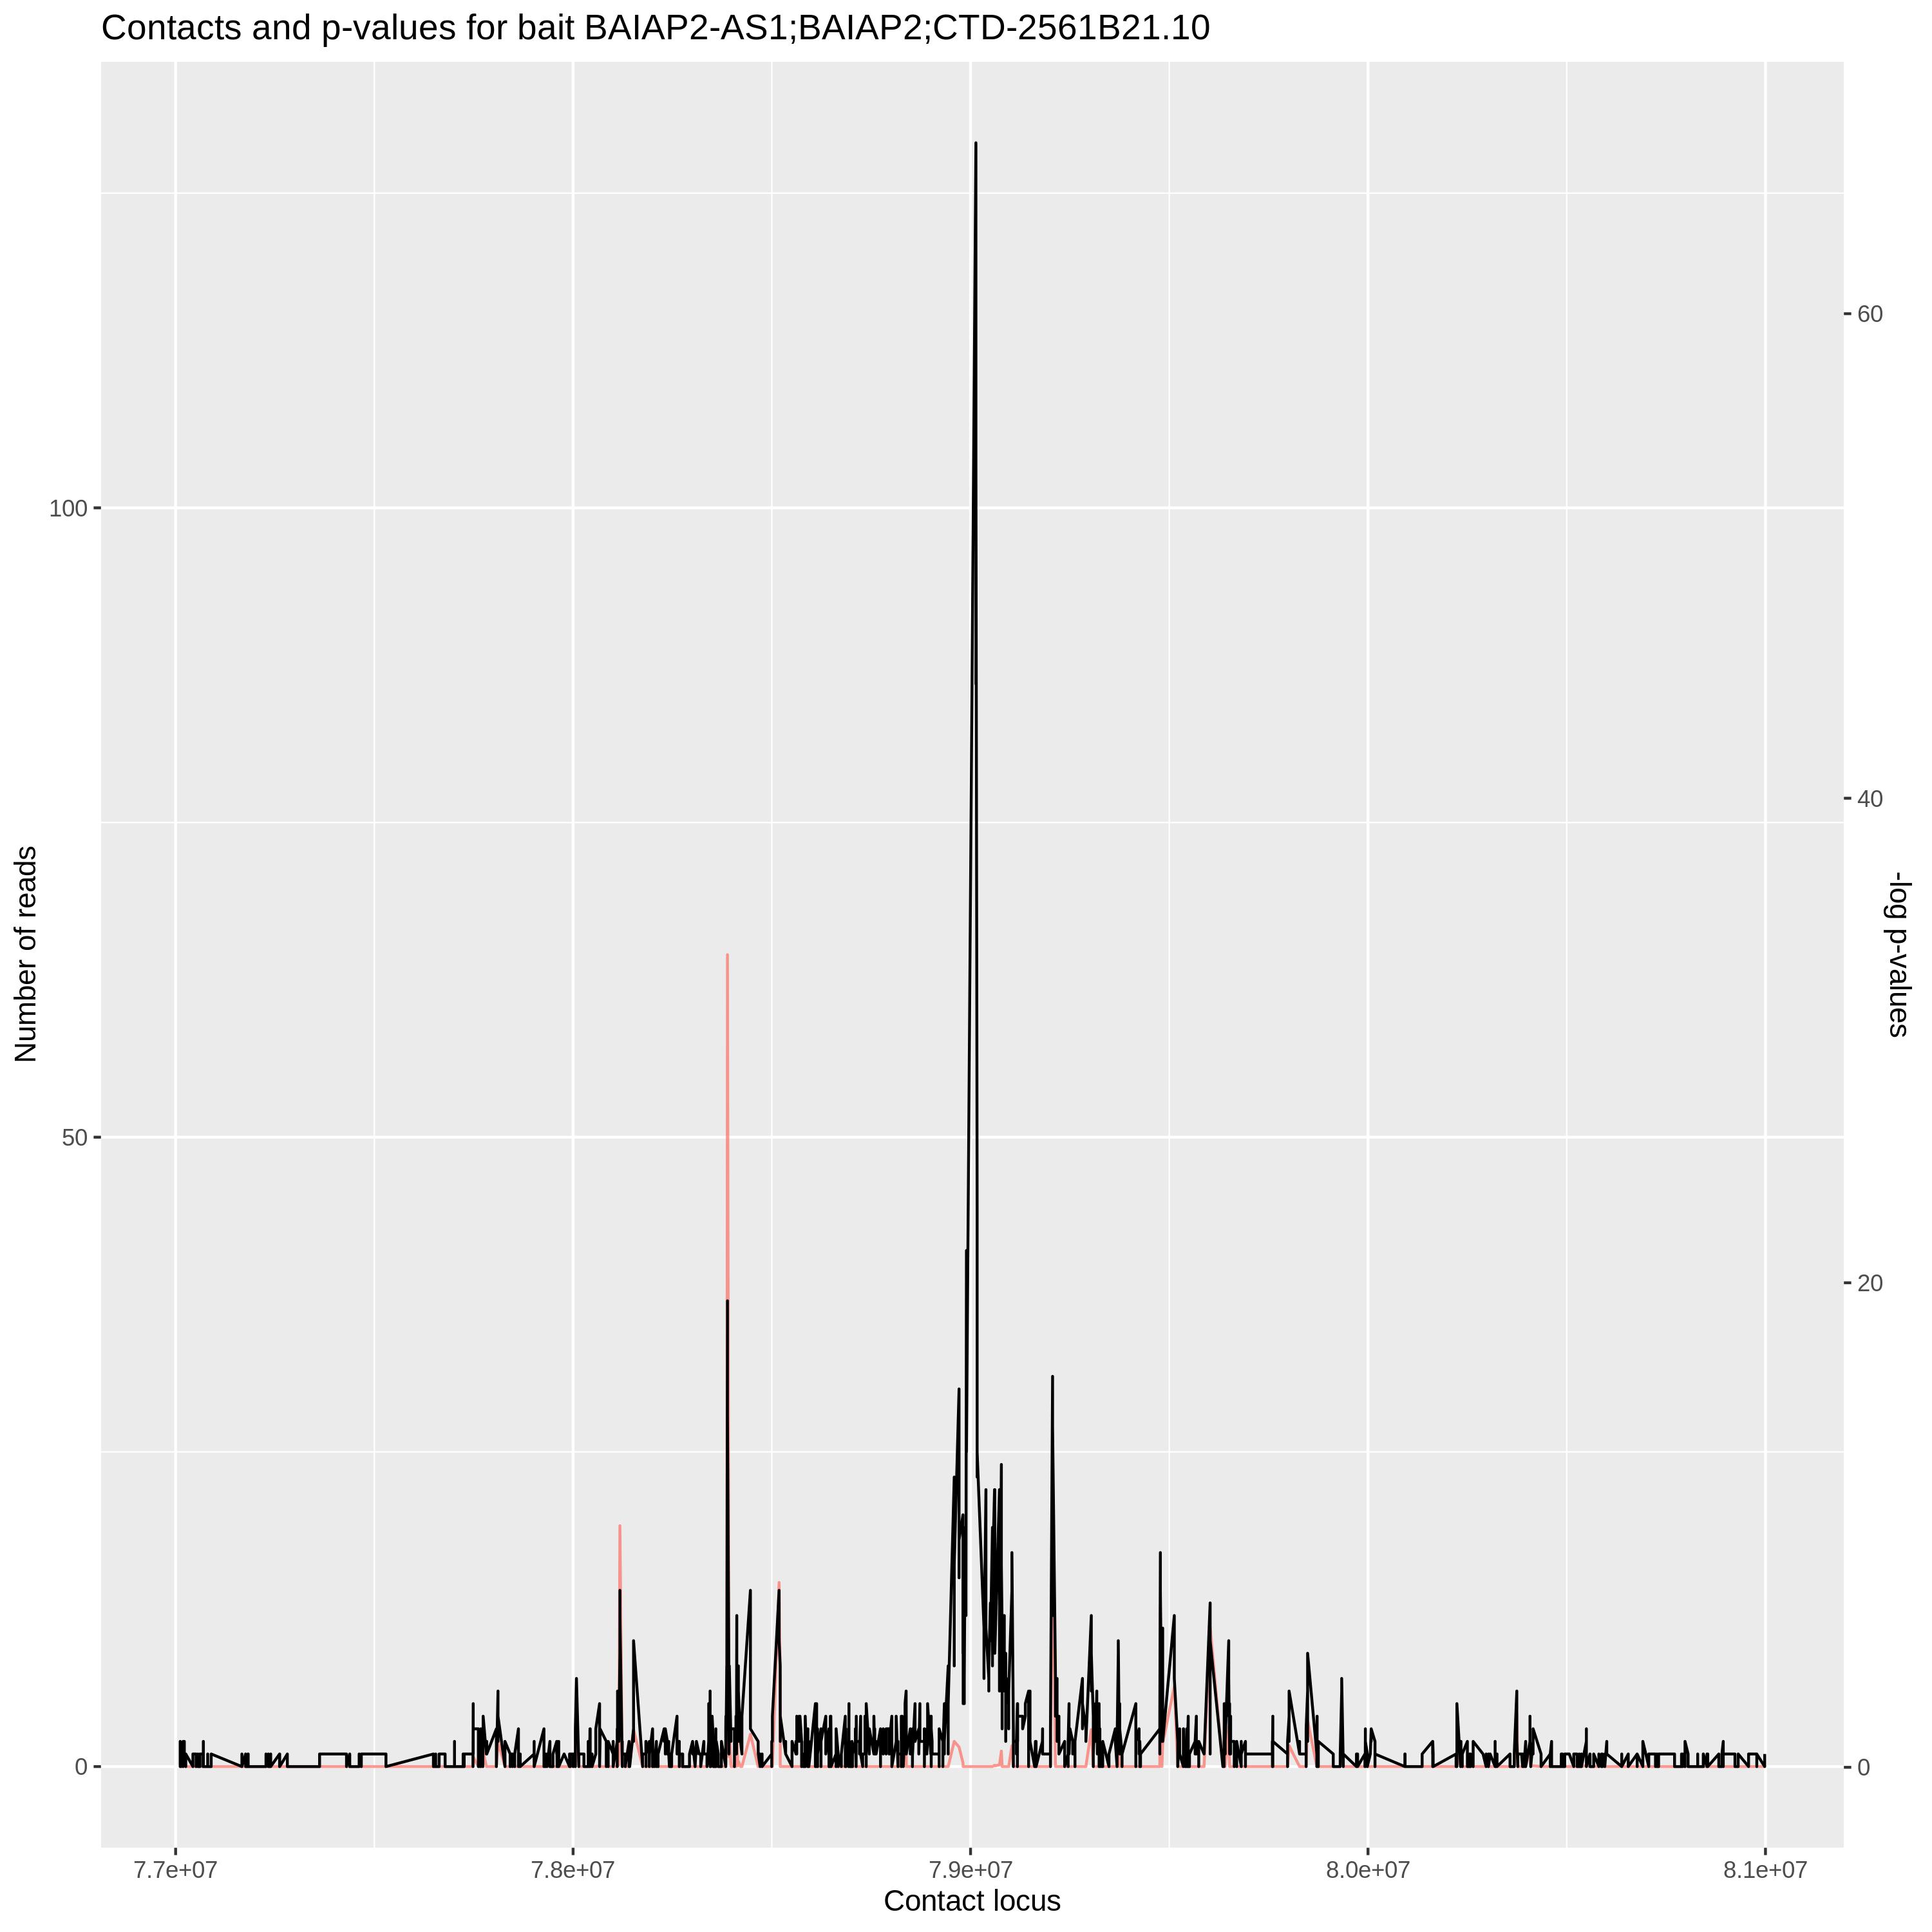 Contacts and p-values for bait BAIAP2-AS1;BAIAP2;CTD-2561B21.10
Number of reads
100
50
0
60
40
20
0
-log p-values
7.7e+07 7.8e+07 7.9e+07 8.0e+07 8.1e+07
Contact locus